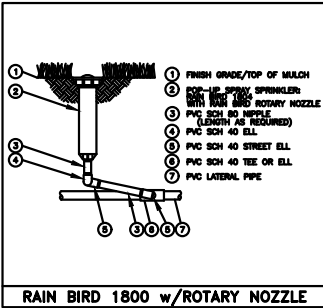 1 FINISH GRADE/TOP OF MULCH
2 POP-UP SPRAY SPRINKLER:
RAIN BIRD 1804
WITH RAIN BIRD ROTARY NOZZLE
3 PVC SCH 80 NIPPLE
(LENGTH AS REQUIRED)
4 PVC SCH 40 ELL
5 PVC SCH 40 STREET ELL
6 PVC SCH 40 TEE OR ELL
7 PVC LATERAL PIPE
1
2
3
4
5 3 6 5 7
RAIN BIRD 1800 w/ROTARY NOZZLE